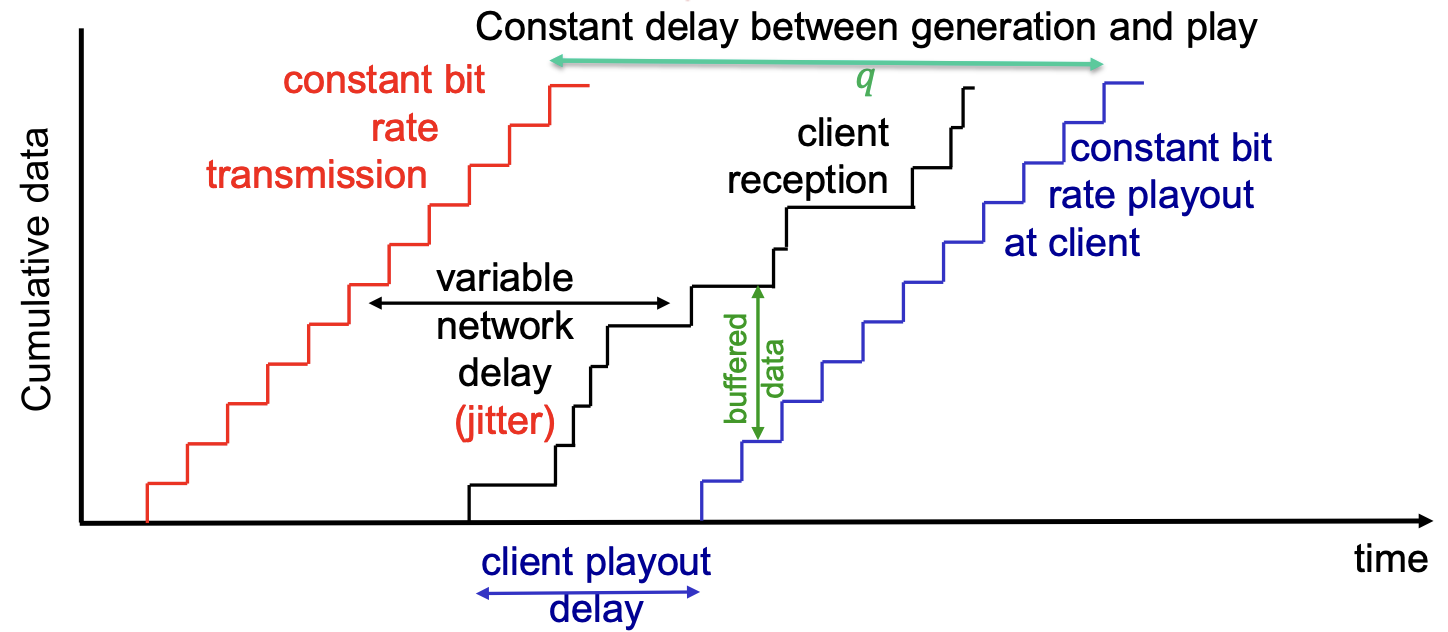 Constant delay between generation and play
q
constant bit
rate
transmission
client
reception
constant bit
rate playout
at client
variable
network
delay
(jitter)
buffered
data
Cumulative data
client playout
delay
time